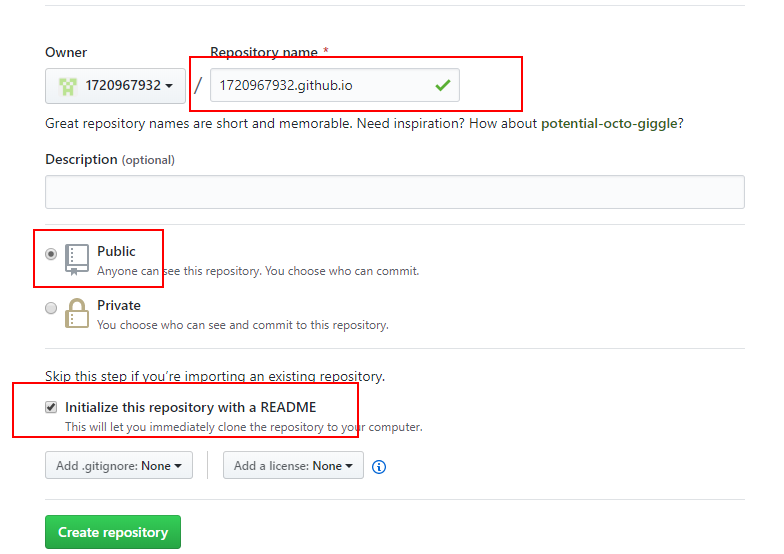 Owner
Repository name *
1720967932 / 1720967932.github.io
Great repository names are short and memorable. Need inspiration? How about potential-octo-giggle?
Description (optional)
Public
Anyone can see this repository. You choose who can commit.
Private
You choose who can see and commit to this repository.
Skip this step if you’re importing an existing repository.
Initialize this repository with a README
This will let you immediately clone the repository to your computer.
Add .gitignore: None
Add a license: None
Create repository